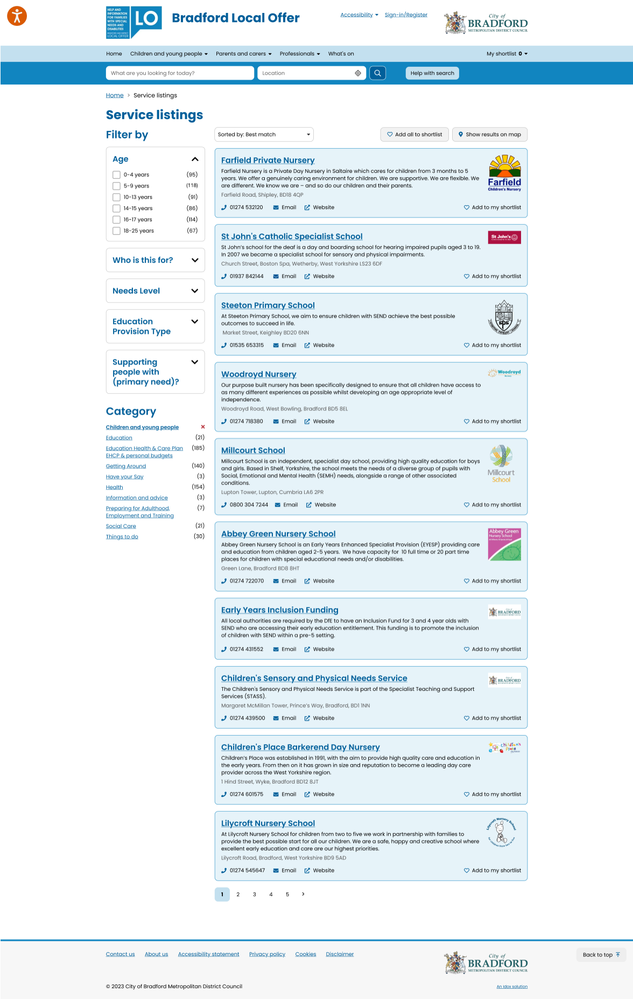 HELP AND
INFORMATION
FOR FAMILIES
WITH SPECIAL
NEEDS AND
DISABILITIES
BRADFORD AND DISTRICT
LOCAL OFFER
LO
Bradford Local Offer
Accessibility
Sign-in/Register
City of
BRADFORD
METROPOLITAN DISTRICT COUNCIL
Home
Children and young people
Parents and carers
Professionals
What's on
My shortlist 0
What are you looking for today?
Location
Help with search
Home > Service listings
Service listings
Filter by
Age
0-4 years (95)
5-9 years (118)
10-13 years (91)
14-15 years (86)
16-17 years (114)
18-25 years (67)
Who is this for?
Needs Level
Education
Provision Type
Supporting
people with
(primary need)?
Category
Children and young people
Education (21)
Education Health & Care Plan (185)
EHCP & personal budgets
Getting Around (140)
Have your Say (3)
Health (154)
Information and advice (3)
Preparing for Adulthood, (7)
Employment and Training
Social Care (21)
Things to do (30)
Sorted by: Best match
Add all to shortlist
Show results on map
Farfield Private Nursery
Farfield Nursery is a Private Day Nursery in Saltaire which cares for children from 3 months to 5
years. We offer a genuinely caring environment for children. We are supportive. We are flexible. We
are different. We know we are – and so do our children and their parents.
Farfield Road, Shipley, BD18 4QP
01274 532120 Email Website
Add to my shortlist
Farfield
Children's Nursery
St John's Catholic Specialist School
St John's school for the deaf is a day and boarding school for hearing impaired pupils aged 3 to 19.
In 2007 we became a specialist school for sensory and physical impairments.
Church Street, Boston Spa, Wetherby, West Yorkshire LS23 6DF
01937 842144 Email Website
Add to my shortlist
St John's
Steeton Primary School
At Steeton Primary School, we aim to ensure children with SEND achieve the best possible
outcomes to succeed in life.
Market Street, Keighley BD20 6NN
01535 653315 Email Website
Add to my shortlist
sps
STEETON PRIMARY SCHOOL
Woodroyd Nursery
Our purpose built nursery has been specifically designed to ensure that all children have access to
as many different experiences as possible whilst developing an age appropriate level of
independence.
Woodroyd Road, West Bowling, Bradford BD5 8EL
01274 718380 Email Website
Add to my shortlist
Woodroyd
Nursery
Millcourt School
Millcourt School is an independent, specialist day school, providing high quality education for boys
and girls. Based in Shelf, Yorkshire, the school meets the needs of a diverse group of pupils with
Social, Emotional and Mental Health (SEMH) needs, alongside a range of other associated
conditions.
Lupton Tower, Lupton, Cumbria LA6 2PR
0800 304 7244 Email Website
Add to my shortlist
Millcourt
School
Abbey Green Nursery School
Abbey Green Nursery School is an Early Years Enhanced Specialist Provision (EYESP) providing care
and education from children aged 2-5 years. We have capacity for 10 full time or 20 part time
places for children with special educational needs and/or disabilities.
Green Lane, Bradford BD8 8HT
01274 722070 Email Website
Add to my shortlist
Abbey Green
Nursery School
Early Years Inclusion Funding
All local authorities are required by the DfE to have an Inclusion Fund for 3 and 4 year olds with
SEND who are accessing their early education entitlement. This funding is to promote the inclusion
of children with SEND within a pre-5 setting.
01274 431552 Email Website
Add to my shortlist
City of
BRADFORD
Children's Sensory and Physical Needs Service
The Children's Sensory and Physical Needs Service is part of the Specialist Teaching and Support
Services (STASS).
Margaret McMillan Tower, Prince's Way, Bradford, BD1 1NN
01274 439500 Email Website
Add to my shortlist
City of
BRADFORD
Children's Place Barkerend Day Nursery
Children's Place was established in 1991, with the aim to provide high quality care and education in
the early years. From then on it has grown in size and reputation to become a leading day care
provider across the West Yorkshire region.
1 Hind Street, Wyke, Bradford BD12 8JT
01274 601575 Email Website
Add to my shortlist
Children's
Place
Lilycroft Nursery School
At Lilycroft Nursery School for children from two to five we work in partnership with families to
provide the best possible start for all our children. We are a safe, happy and creative school where
excellent early education and care are our highest priorities.
Lilycroft Road, Bradford, West Yorkshire BD9 5AD
01274 545647 Email Website
Add to my shortlist
Lilycroft Nursery School
for children from two to five
1 2 3 4 5 >
Contact us
About us
Accessibility statement
Privacy policy
Cookies
Disclaimer
City of
BRADFORD
METROPOLITAN DISTRICT COUNCIL
Back to top
© 2023 City of Bradford Metropolitan District Council
An Idox solution